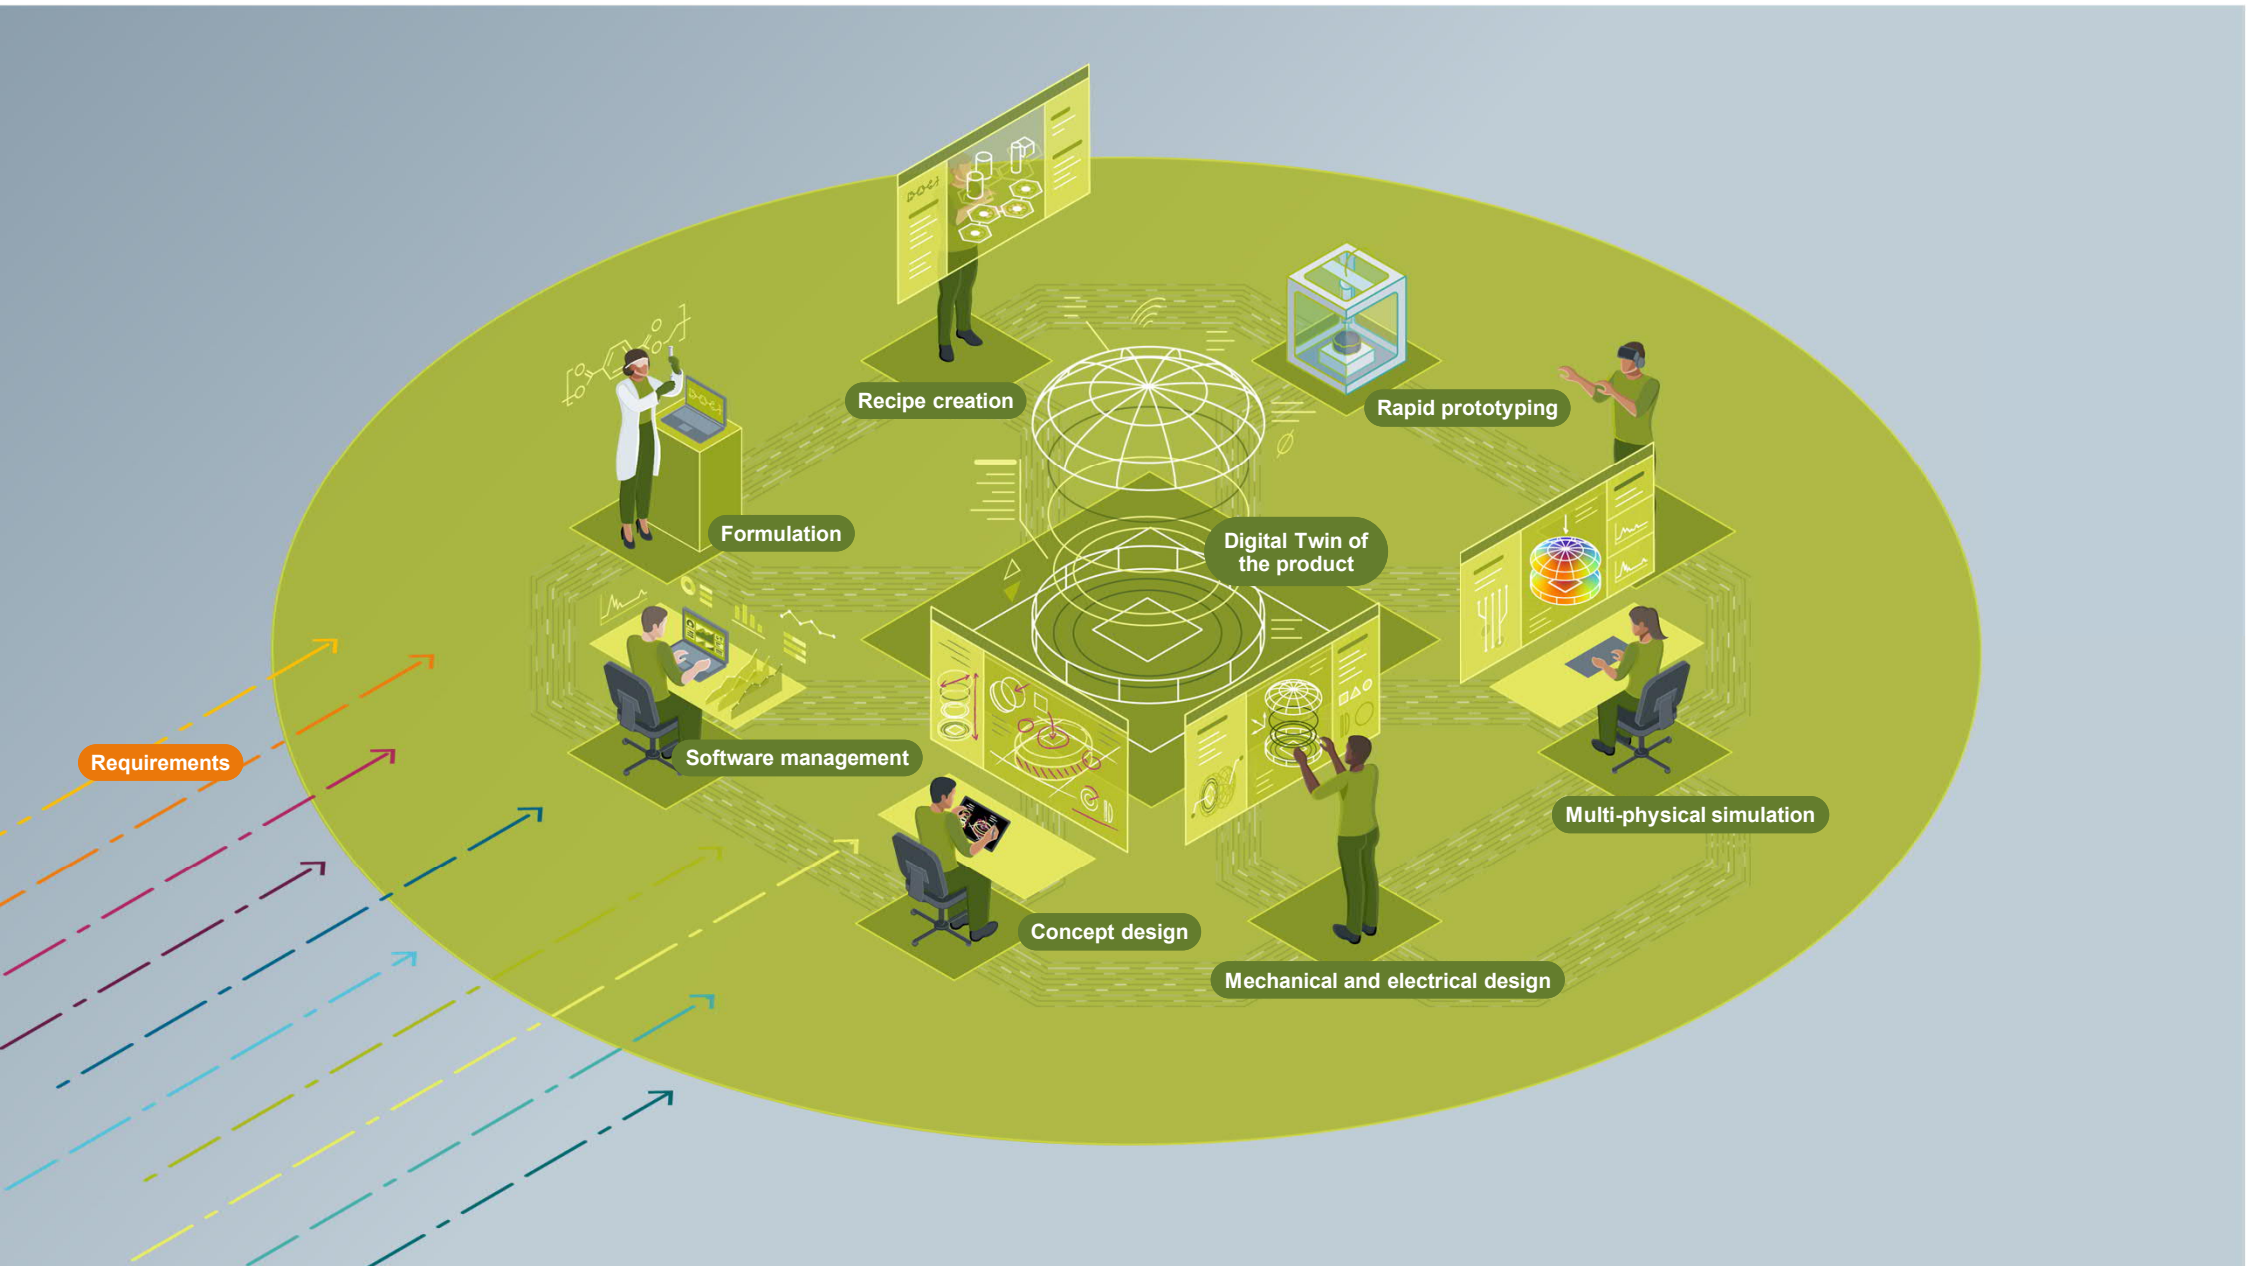 Recipe creation
Rapid prototyping
Formulation
Digital Twin of
the product
Requirements
Software management
Multi-physical simulation
Concept design
Mechanical and electrical design